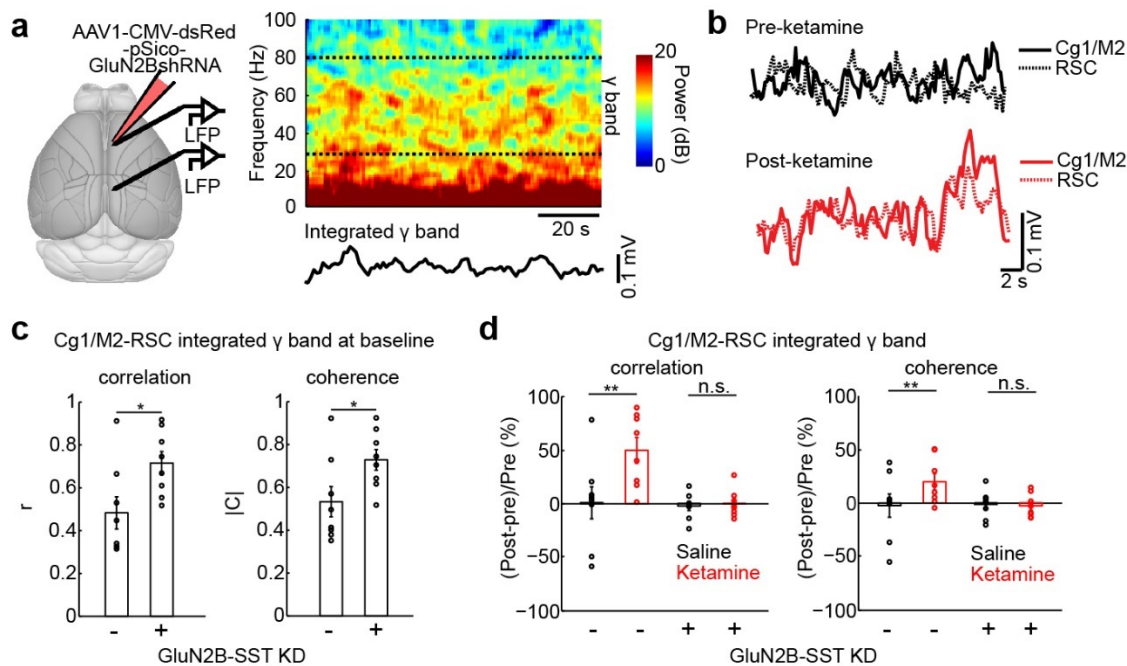 a
AAV1-CMV-dsRed
-pSico-
GluN2BshRNA
LFP
LFP
Frequency (Hz)
100
80
60
40
20
0
γ band
20
0
Power (dB)
20 s
Integrated γ band
0.1 mV
b
Pre-ketamine
Cg1/M2
RSC
Post-ketamine
Cg1/M2
RSC
0.1 mV
2 s
c
Cg1/M2-RSC integrated γ band at baseline
correlation
r
1
0.8
0.6
0.4
0.2
0
*
- +
coherence
|C|
1
0.8
0.6
0.4
0.2
0
*
- +
GluN2B-SST KD
d
Cg1/M2-RSC integrated γ band
correlation
(Post-pre)/Pre (%)
100
50
0
−50
−100
**
n.s.
Saline
Ketamine
- - + +
coherence
(Post-pre)/Pre (%)
100
50
0
−50
−100
**
n.s.
Saline
Ketamine
- - + +
GluN2B-SST KD